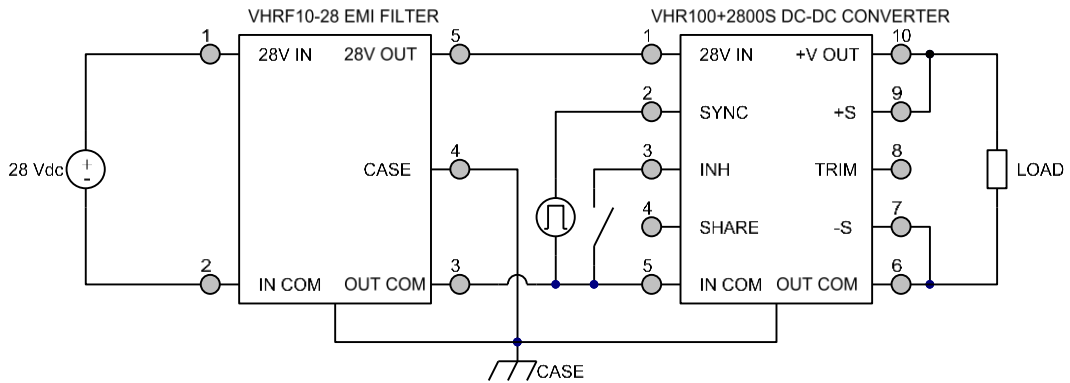 VHRF10-28 EMI FILTER
VHR100+2800S DC-DC CONVERTER
1
5
1
10
28V IN
28V OUT
28V IN
+V OUT
2
9
SYNC
+S
28 Vdc
+
-
4
3
8
CASE
INH
TRIM
LOAD
4
7
SHARE
-S
2
3
5
6
IN COM
OUT COM
IN COM
OUT COM
CASE